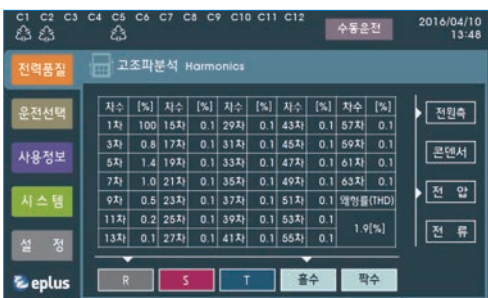 C1 C2 C3 C4 C5 C6 C7 C8 C9 C10 C11 C12
수동운전
2016/04/10
13:48
전력품질
고조파분석 Harmonics
운전선택
사용정보
시스템
설 정
eplus
차수 [%] 차수 [%] 차수 [%] 차수 [%] 차수 [%]
1차 100 15차 0.1 29차 0.1 43차 0.1 57차 0.1
3차 0.8 17차 0.1 31차 0.1 45차 0.1 59차 0.1
5차 1.4 19차 0.1 33차 0.1 47차 0.1 61차 0.1
7차 1.0 21차 0.1 35차 0.1 49차 0.1 63차 0.1
9차 0.5 23차 0.1 37차 0.1 51차 0.1 왜형률(THD)
11차 0.2 25차 0.1 39차 0.1 53차 0.1 1.9[%]
13차 0.1 27차 0.1 41차 0.1 55차 0.1
전원측
콘덴서
전 압
전 류
R S T 홀수 짝수